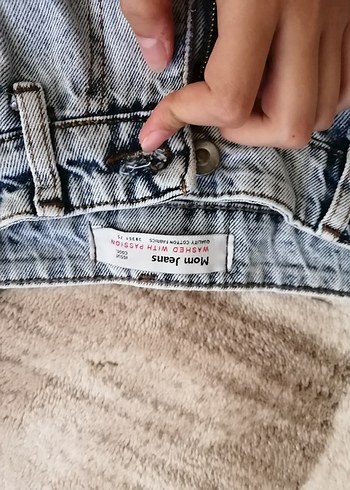 Mom Jeans
WASHED WITH PASSION
QUALITY COTTON FABRICS